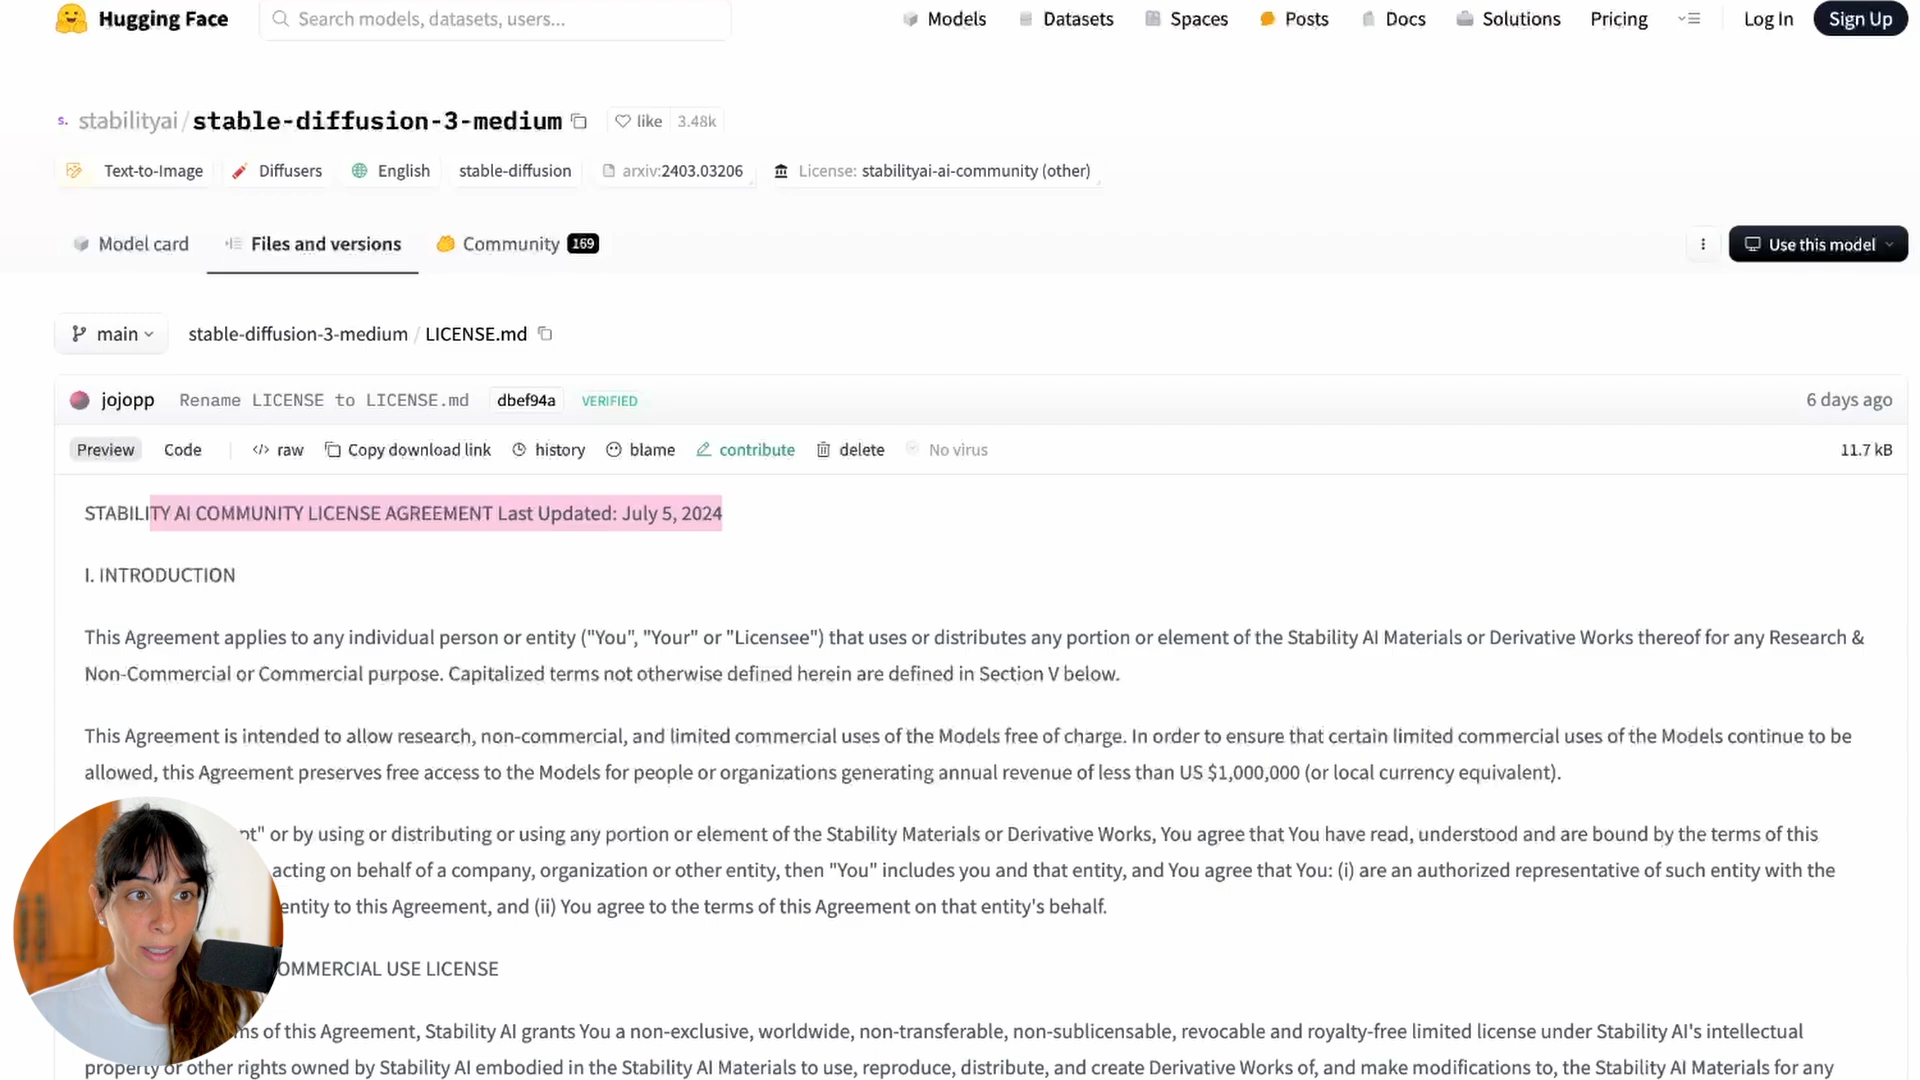 Hugging Face
Search models, datasets, users...
Models
Datasets
Spaces
Posts
Docs
Solutions
Pricing
Log In
Sign Up
s. stabilityai/stable-diffusion-3-medium
like 3.48k
Text-to-Image
Diffusers
English
stable-diffusion
arxiv:2403.03206
License: stabilityai-ai-community (other)
Model card
Files and versions
Community 169
Use this model
main
stable-diffusion-3-medium / LICENSE.md
jojopp Rename LICENSE to LICENSE.md dbef94a VERIFIED
6 days ago
Preview
Code
raw
Copy download link
history
blame
contribute
delete
No virus
11.7 kB
STABILITY AI COMMUNITY LICENSE AGREEMENT Last Updated: July 5, 2024
I. INTRODUCTION
This Agreement applies to any individual person or entity ("You", "Your" or "Licensee") that uses or distributes any portion or element of the Stability AI Materials or Derivative Works thereof for any Research &
Non-Commercial or Commercial purpose. Capitalized terms not otherwise defined herein are defined in Section V below.
This Agreement is intended to allow research, non-commercial, and limited commercial uses of the Models free of charge. In order to ensure that certain limited commercial uses of the Models continue to be
allowed, this Agreement preserves free access to the Models for people or organizations generating annual revenue of less than US $1,000,000 (or local currency equivalent).
pt" or by using or distributing or using any portion or element of the Stability Materials or Derivative Works, You agree that You have read, understood and are bound by the terms of this
acting on behalf of a company, organization or other entity, then "You" includes you and that entity, and You agree that You: (i) are an authorized representative of such entity with the
entity to this Agreement, and (ii) You agree to the terms of this Agreement on that entity's behalf.
OMMERCIAL USE LICENSE
ms of this Agreement, Stability AI grants You a non-exclusive, worldwide, non-transferable, non-sublicensable, revocable and royalty-free limited license under Stability AI's intellectual
property or other rights owned by Stability AI embodied in the Stability AI Materials to use, reproduce, distribute, and create Derivative Works of, and make modifications to, the Stability AI Materials for any